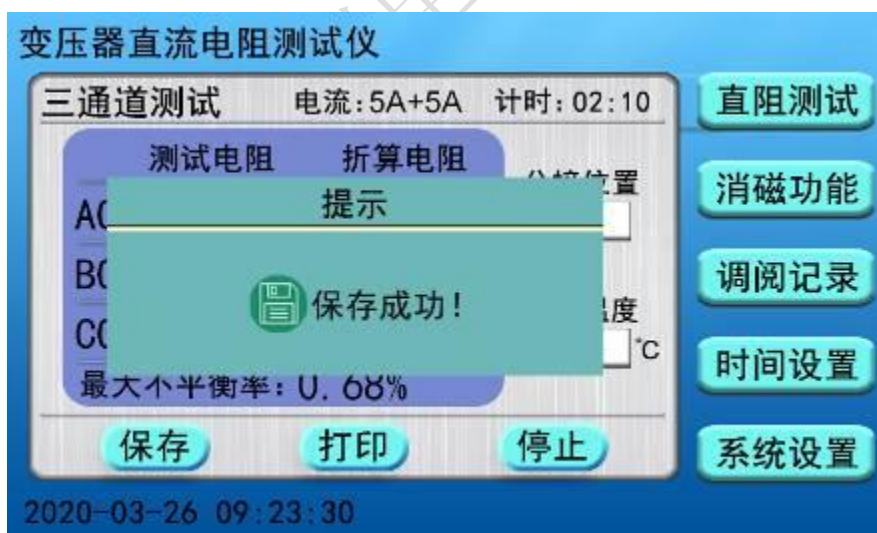 变压器直流电阻测试仪
三通道测试 电流:5A+5A 计时:02:10
直阻测试
测试电阻 折算电阻
提示
消磁功能
保存成功!
调阅记录
℃
最大不平衡率:0.68%
时间设置
保存 打印 停止
系统设置
2020-03-26 09:23:30